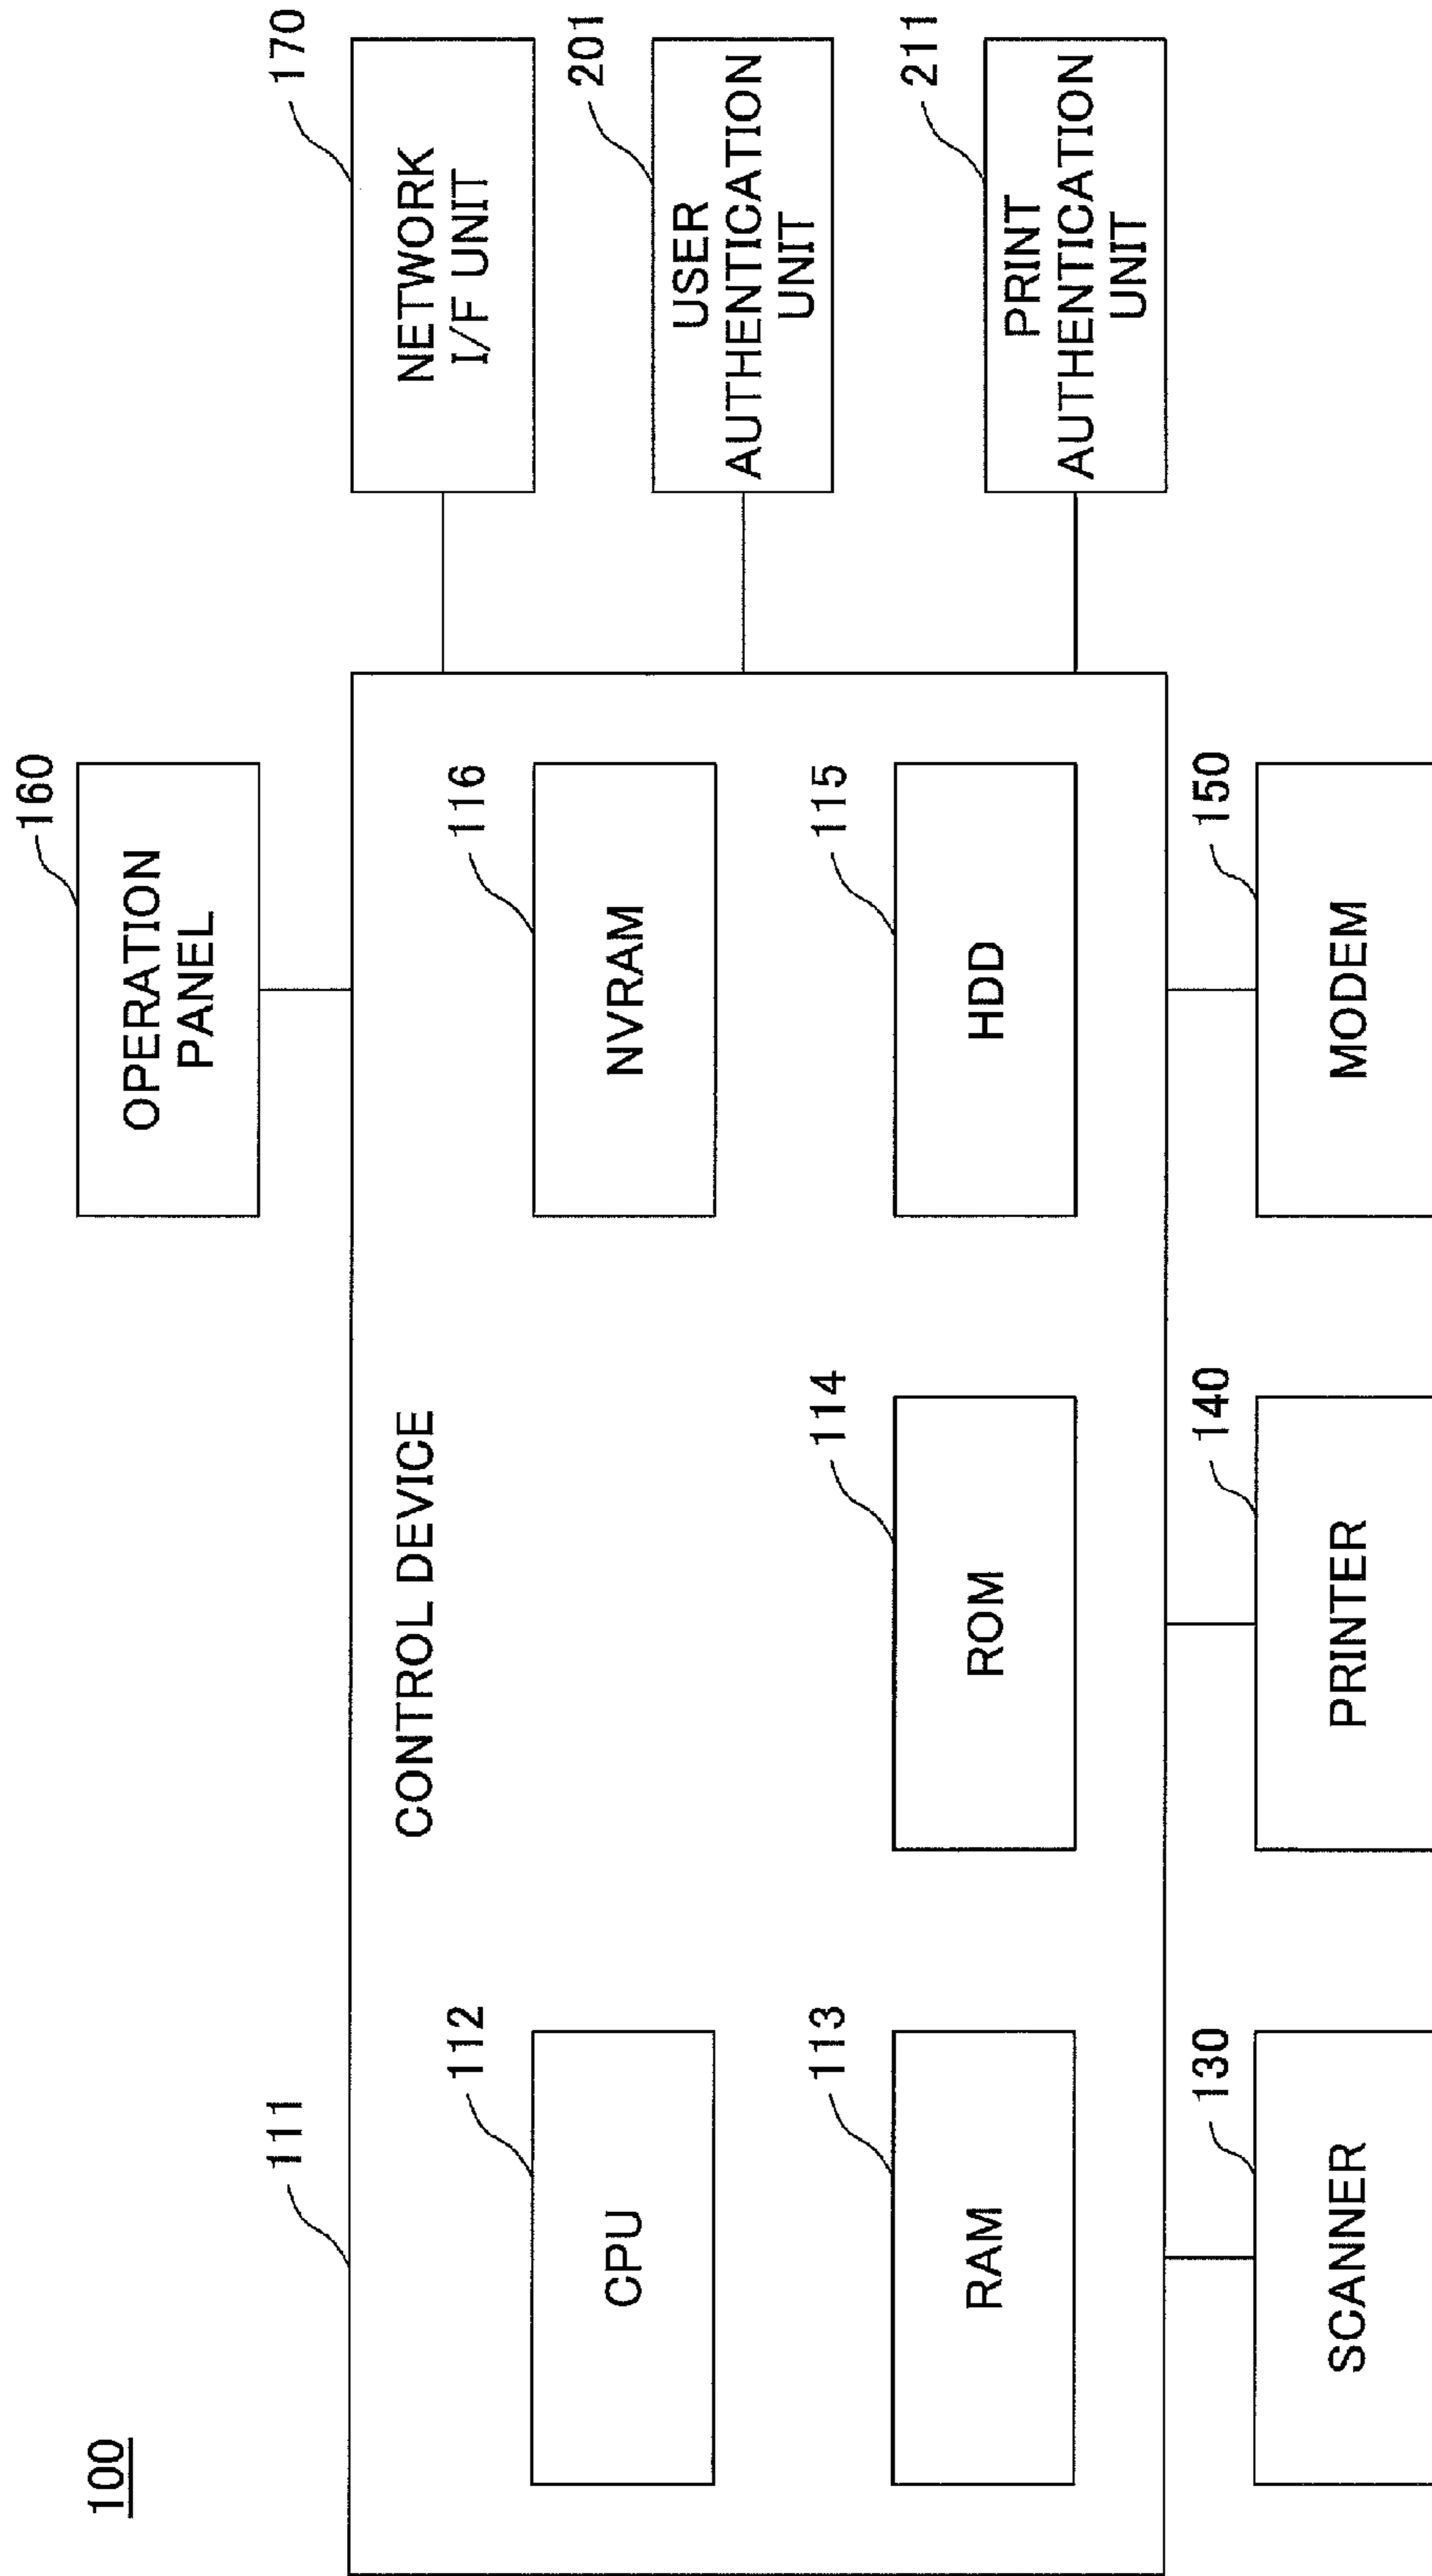 100
160
OPERATION
PANEL
111
CONTROL DEVICE
170
NETWORK
I/F UNIT
112
CPU
116
NVRAM
201
USER
AUTHENTICATION
UNIT
113
RAM
114
ROM
115
HDD
211
PRINT
AUTHENTICATION
UNIT
130
SCANNER
140
PRINTER
150
MODEM